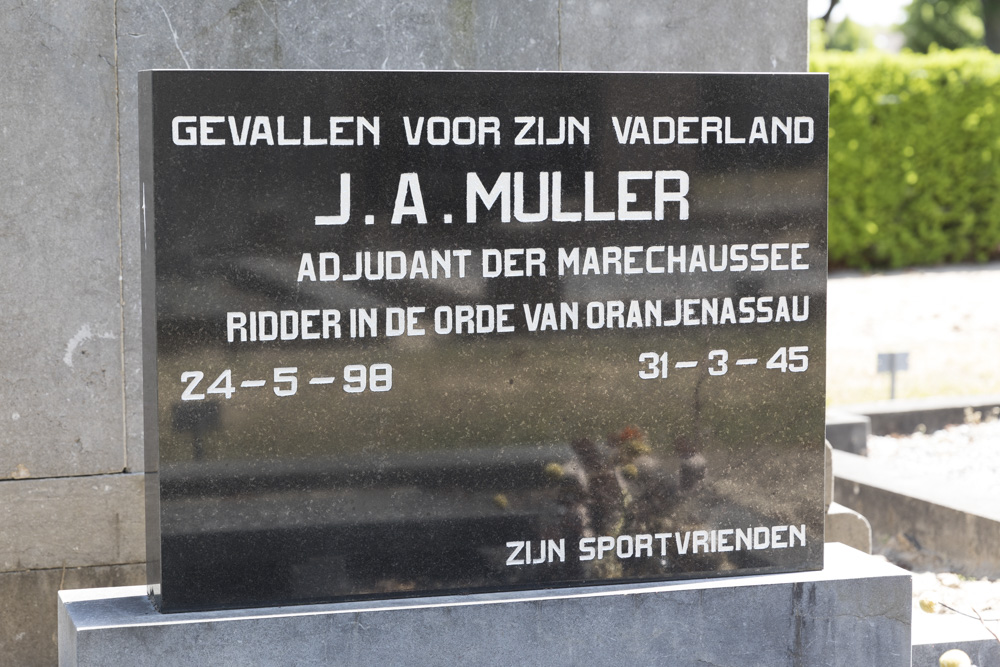 GEVALLEN VOOR ZIJN VADERLAND
J. A. MULLER
ADJUDANT DER MARECHAUSSEE
RIDDER IN DE ORDE VAN ORANJENASSAU
24-5-98 31-3-45
ZIJN SPORTVRIENDEN